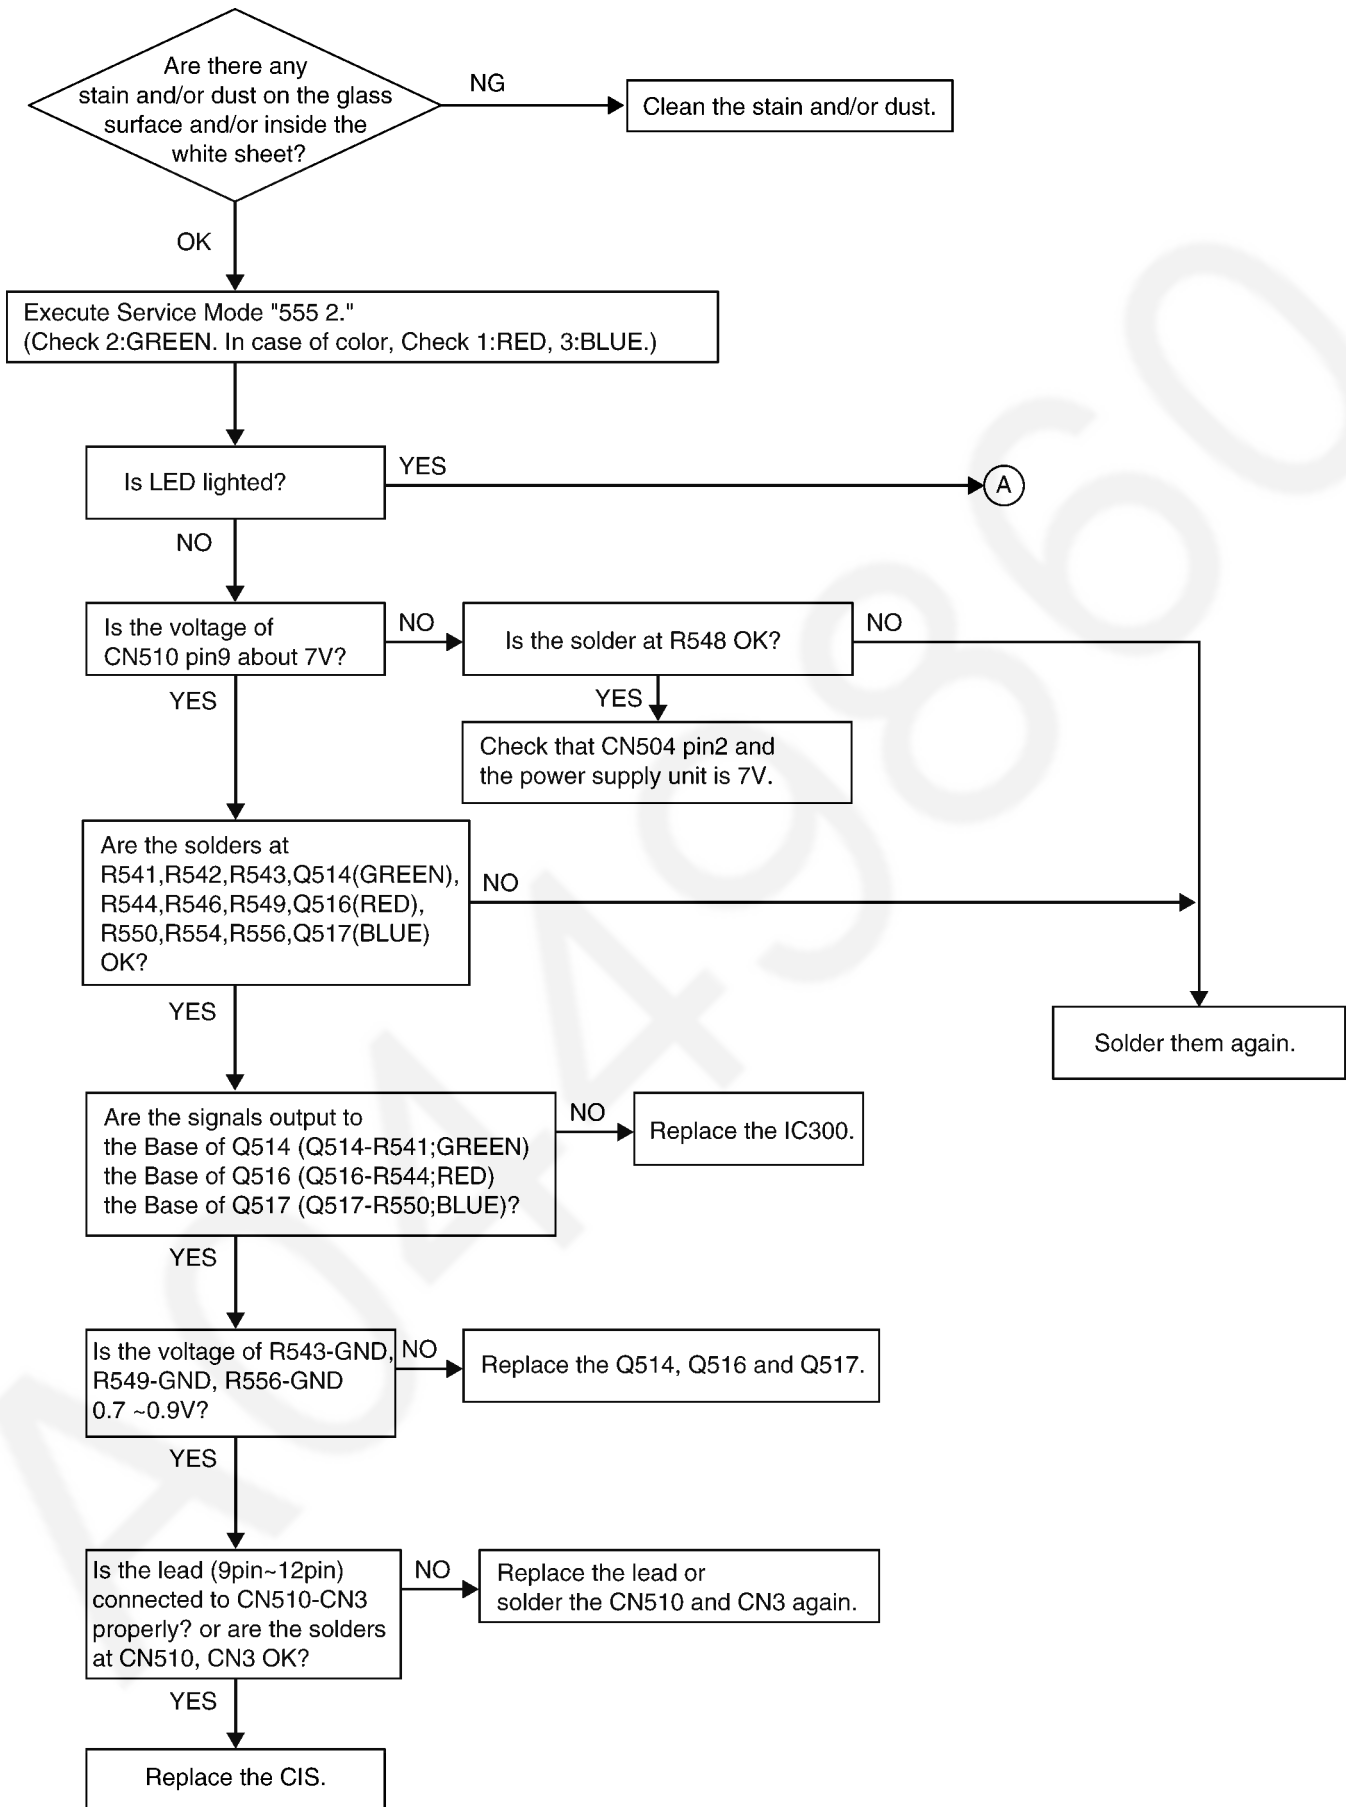 Are there any
stain and/or dust on the glass
surface and/or inside the
white sheet?
NG
Clean the stain and/or dust.
OK
Execute Service Mode "555 2."
(Check 2:GREEN. In case of color, Check 1:RED, 3:BLUE.)
Is LED lighted?
YES
A
NO
Is the voltage of
CN510 pin9 about 7V?
NO
Is the solder at R548 OK?
NO
YES
YES
Check that CN504 pin2 and
the power supply unit is 7V.
Are the solders at
R541,R542,R543,Q514(GREEN),
R544,R546,R549,Q516(RED),
R550,R554,R556,Q517(BLUE)
OK?
NO
YES
Solder them again.
Are the signals output to
the Base of Q514 (Q514-R541;GREEN)
the Base of Q516 (Q516-R544;RED)
the Base of Q517 (Q517-R550;BLUE)?
NO
Replace the IC300.
YES
Is the voltage of R543-GND,
R549-GND, R556-GND
0.7 ~0.9V?
NO
Replace the Q514, Q516 and Q517.
YES
Is the lead (9pin~12pin)
connected to CN510-CN3
properly? or are the solders
at CN510, CN3 OK?
NO
Replace the lead or
solder the CN510 and CN3 again.
YES
Replace the CIS.
A0449860